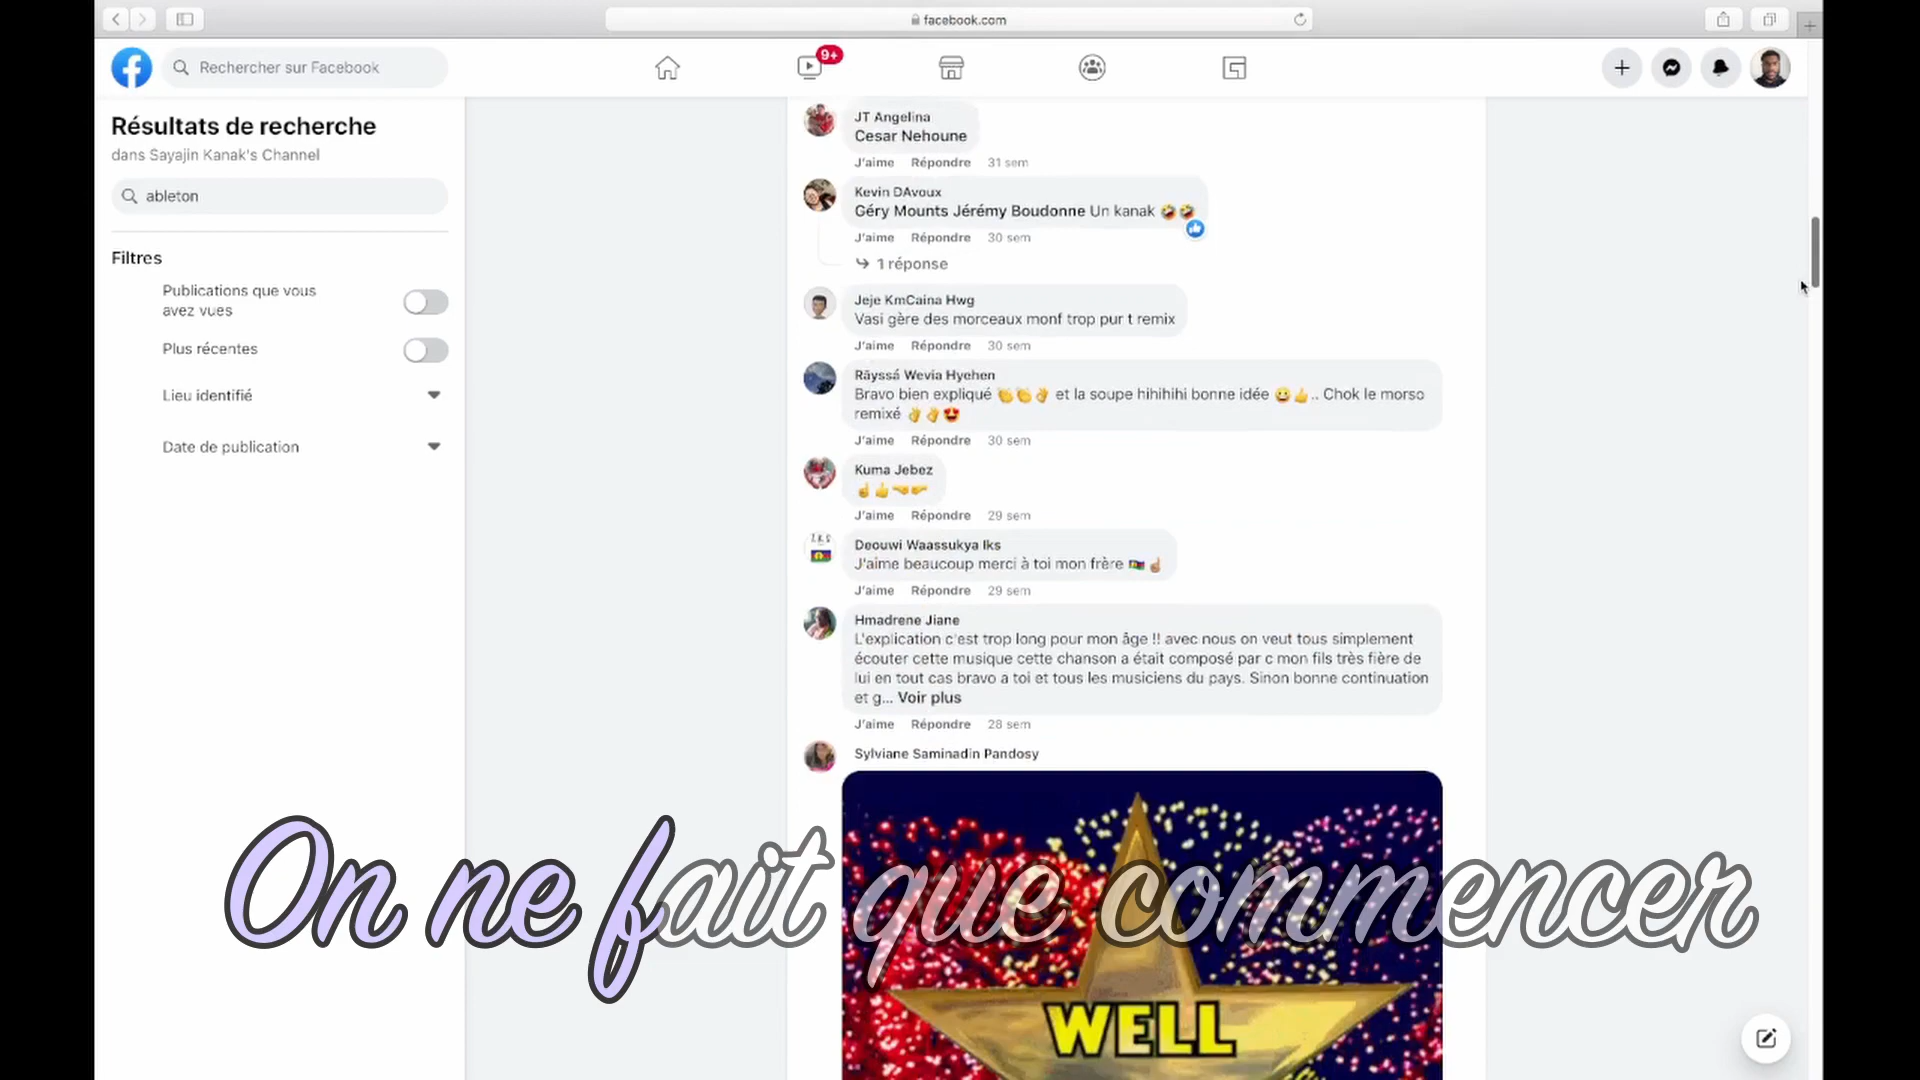 facebook.com
Rechercher sur Facebook
9+
Résultats de recherche
dans Sayajin Kanak's Channel
ableton
Filtres
Publications que vous
avez vues
Plus récentes
Lieu identifié
Date de publication
JT Angelina
Cesar Nehoune
J'aime Répondre 31 sem
Kevin DAvoux
Géry Mounts Jérémy Boudonne Un kanak 🤣🤣
J'aime Répondre 30 sem
1 réponse
Jeje KmCaina Hwg
Vasi gère des morceaux monf trop pur t remix
J'aime Répondre 30 sem
Räyssá Wevia Hyehen
Bravo bien expliqué 👏👏👌 et la soupe hihihihi bonne idée 😀👍.. Chok le morso
remixé 👌👌😍
J'aime Répondre 30 sem
Kuma Jebez
☝👍🤜🤛
J'aime Répondre 29 sem
Deouwi Waassukya Iks
J'aime beaucoup merci à toi mon frère 🇳🇨☝
J'aime Répondre 29 sem
Hmadrene Jiane
L'explication c'est trop long pour mon âge !! avec nous on veut tous simplement
écouter cette musique cette chanson a était composé par c mon fils très fière de
lui en tout cas bravo a toi et tous les musiciens du pays. Sinon bonne continuation
et g... Voir plus
J'aime Répondre 28 sem
Sylviane Saminadin Pandosy
On ne fait que commencer
WELL